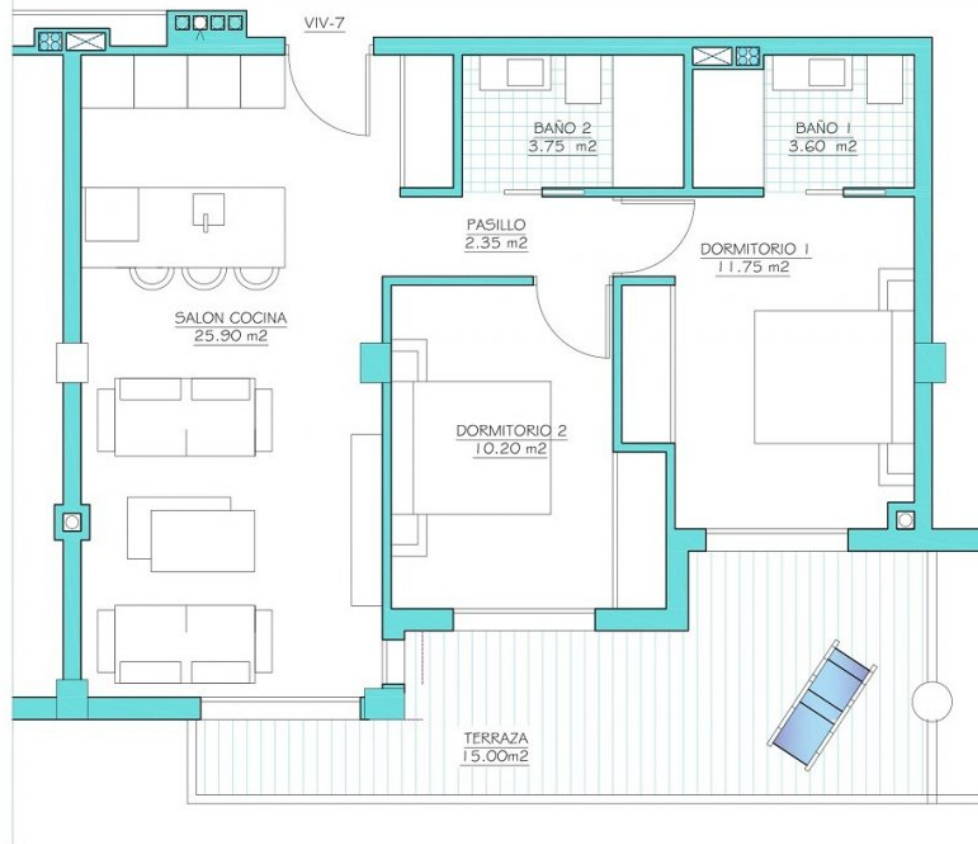 VIV-7
BAÑO 2
3.75 m2
BAÑO 1
3.60 m2
PASILLO
2.35 m2
DORMITORIO 1
11.75 m2
SALON COCINA
25.90 m2
DORMITORIO 2
10.20 m2
TERRAZA
15.00m2